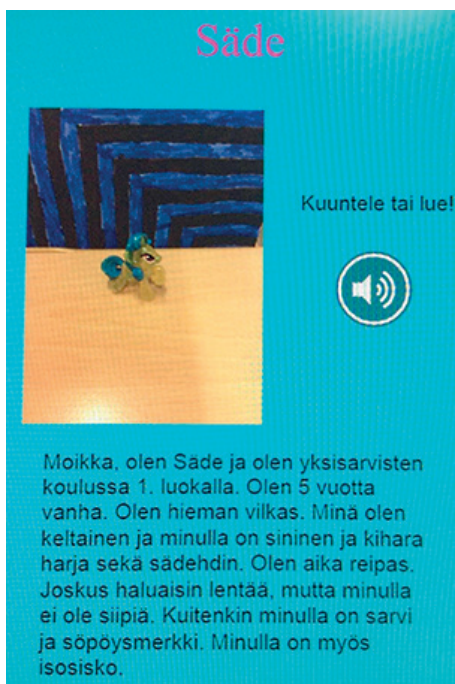 Säde
Kuuntele tai lue!
Moikka, olen Säde ja olen yksisarvisten
koulussa 1. luokalla. Olen 5 vuotta
vanha. Olen hieman vilkas. Minä olen
keltainen ja minulla on sininen ja kihara
harja sekä sädehdin. Olen aika reipas.
Joskus haluaisin lentää, mutta minulla
ei ole siipiä. Kuitenkin minulla on sarvi
ja söpöysmerkki. Minulla on myös
isosisko.